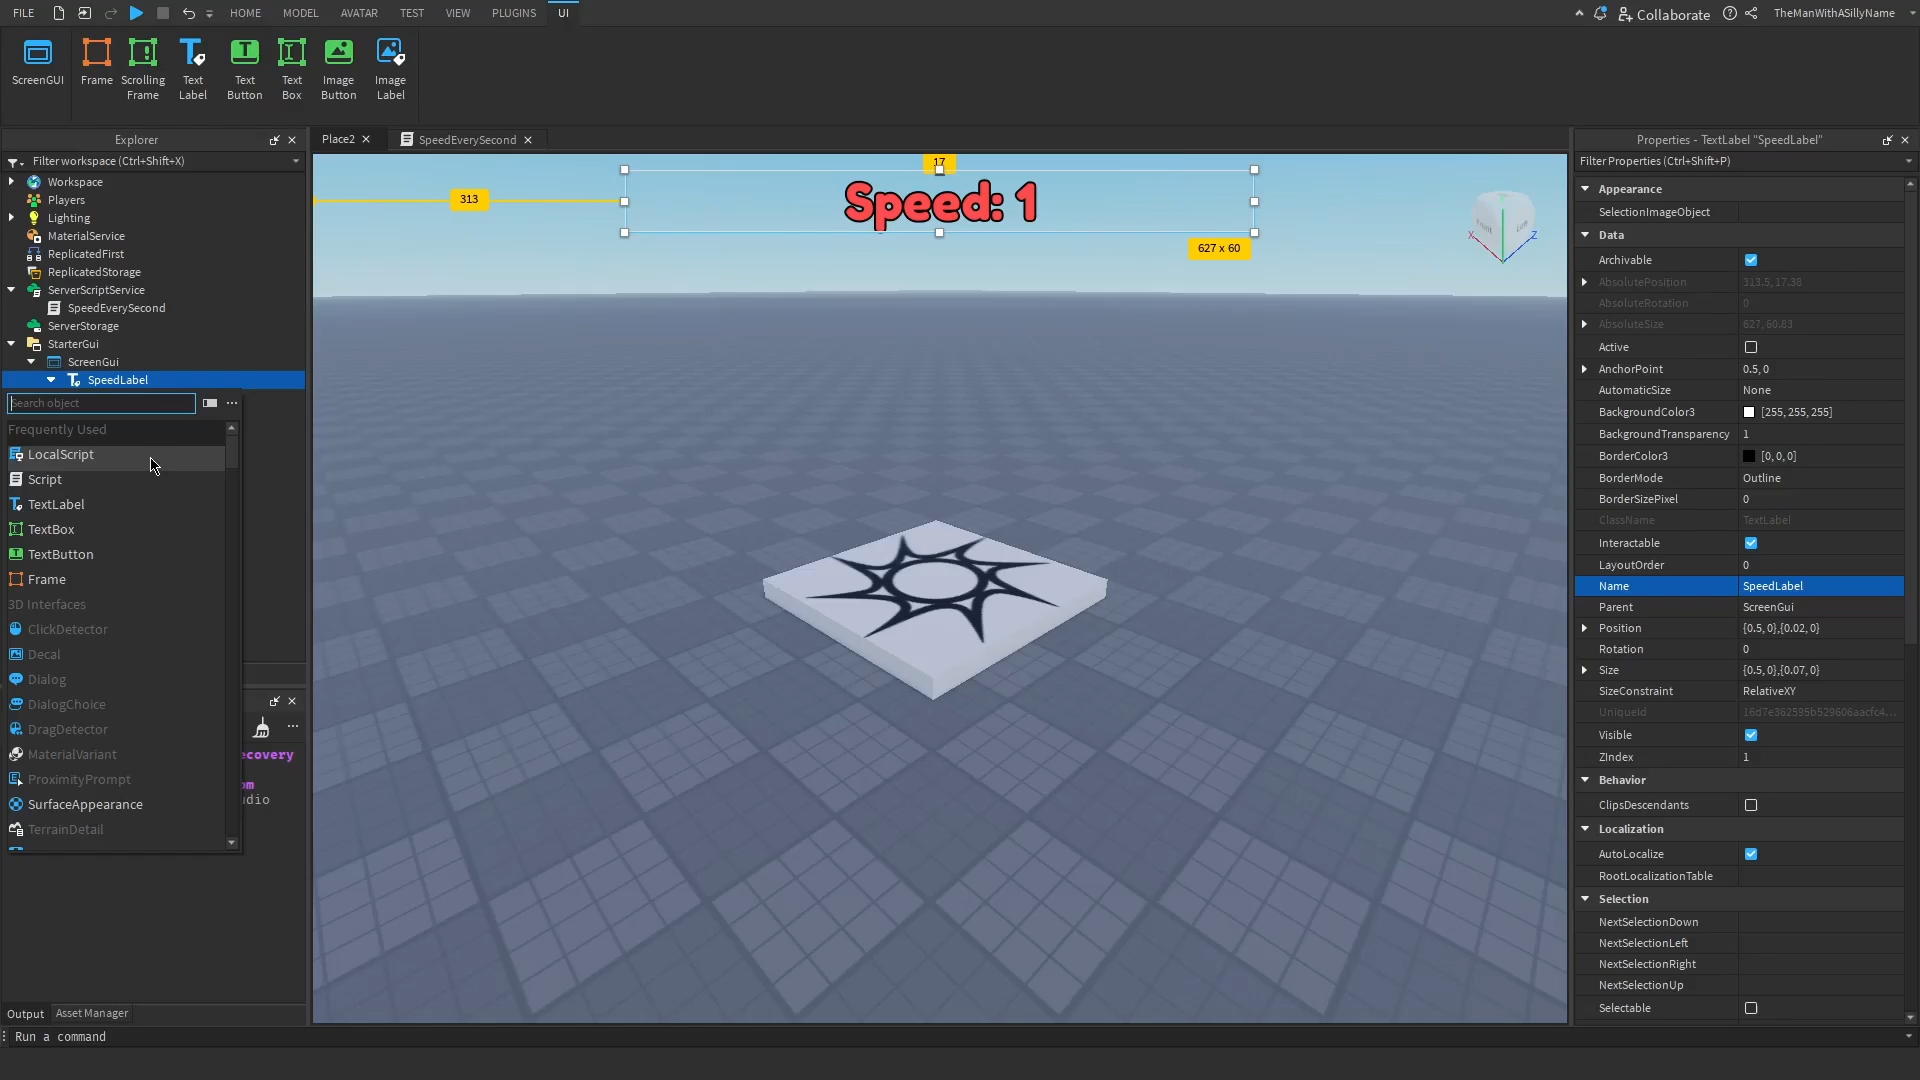 FILE HOME MODEL AVATAR TEST VIEW PLUGINS UI Collaborate TheManWithASillyName
ScreenGUI Frame Scrolling Frame Text Label Text Button Text Box Image Button Image Label
Explorer
Filter workspace (Ctrl+Shift+X)
Workspace
Players
Lighting
MaterialService
ReplicatedFirst
ReplicatedStorage
ServerScriptService
SpeedEverySecond
ServerStorage
StarterGui
ScreenGui
SpeedLabel
Search object
Frequently Used
LocalScript
Script
TextLabel
TextBox
TextButton
Frame
3D Interfaces
ClickDetector
Decal
Dialog
DialogChoice
DragDetector
MaterialVariant
ProximityPrompt
SurfaceAppearance
TerrainDetail
ecovery
om
udio
Output Asset Manager
Run a command
Place2 SpeedEverySecond
17
313
Speed: 1
627 x 60
Front Left
X Z
Properties - TextLabel "SpeedLabel"
Filter Properties (Ctrl+Shift+P)
Appearance
SelectionImageObject
Data
Archivable
AbsolutePosition 313.5, 17.38
AbsoluteRotation 0
AbsoluteSize 627, 60.83
Active
AnchorPoint 0.5, 0
AutomaticSize None
BackgroundColor3 [255, 255, 255]
BackgroundTransparency 1
BorderColor3 [0, 0, 0]
BorderMode Outline
BorderSizePixel 0
ClassName TextLabel
Interactable
LayoutOrder 0
Name SpeedLabel
Parent ScreenGui
Position {0.5, 0},{0.02, 0}
Rotation 0
Size {0.5, 0},{0.07, 0}
SizeConstraint RelativeXY
UniqueId 16d7e362595b529606aacfc4...
Visible
ZIndex 1
Behavior
ClipsDescendants
Localization
AutoLocalize
RootLocalizationTable
Selection
NextSelectionDown
NextSelectionLeft
NextSelectionRight
NextSelectionUp
Selectable